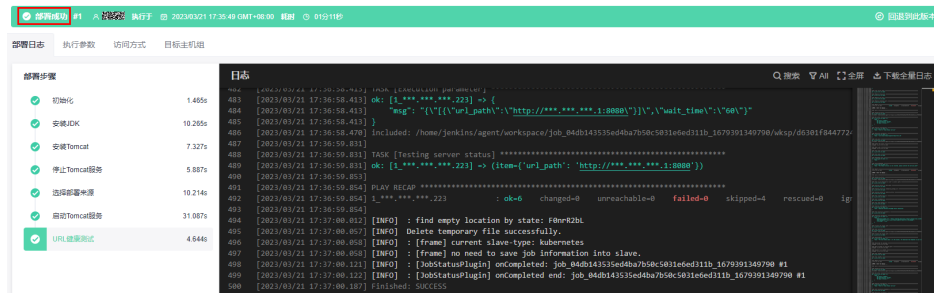 部署成功 #1 执行于 2023/03/21 17:35:49 GMT+08:00 耗时 01分11秒 回退到此版本
部署日志 执行参数 访问方式 目标主机组
部署步骤
初始化 1.465s
安装JDK 10.265s
安装Tomcat 7.327s
停止Tomcat服务 5.887s
选择部署来源 10.214s
启动Tomcat服务 31.087s
URL健康测试 4.644s
日志 搜索 All 全屏 下载全量日志
482 [2023/03/21 17:36:58.413] TASK [Execution parameter]
483 [2023/03/21 17:36:58.413] ok: [1_***.***.***.223] => {
484 [2023/03/21 17:36:58.413] "msg": "{\"[{\"url_path\":\"http://***.***.***.1:8080\"}]\",\"wait_time\":\"60\"}"
485 [2023/03/21 17:36:58.413] }
486 [2023/03/21 17:36:58.470] included: /home/jenkins/agent/workspace/job_04db143535ed4ba7b50c5031e6ed311b_1679391349790/wksp/d6301f8447724
487 [2023/03/21 17:36:59.831]
488 [2023/03/21 17:36:59.831] TASK [Testing server status] ************************************************
489 [2023/03/21 17:36:59.831] ok: [1_***.***.***.223] => (item={'url_path': 'http://***.***.***.1:8080'})
490 [2023/03/21 17:36:59.853]
491 [2023/03/21 17:36:59.854] PLAY RECAP ****************************************************************
492 [2023/03/21 17:36:59.854] 1_***.***.***.223 : ok=6 changed=0 unreachable=0 failed=0 skipped=4 rescued=0 ign
493 [2023/03/21 17:36:59.854]
494 [2023/03/21 17:37:00.012] [INFO] : find empty location by state: F0nrR2bL
495 [2023/03/21 17:37:00.057] [INFO] Delete temporary file successfully.
496 [2023/03/21 17:37:00.058] [INFO] : [frame] current slave-type: kubernetes
497 [2023/03/21 17:37:00.058] [INFO] : [frame] no need to save job information into slave.
498 [2023/03/21 17:37:00.121] [INFO] : [JobStatusPlugin] onCompleted: job_04db143535ed4ba7b50c5031e6ed311b_1679391349790 #1
499 [2023/03/21 17:37:00.122] [INFO] : [JobStatusPlugin] onCompleted end: job_04db143535ed4ba7b50c5031e6ed311b_1679391349790 #1
500 [2023/03/21 17:37:00.187] Finished: SUCCESS